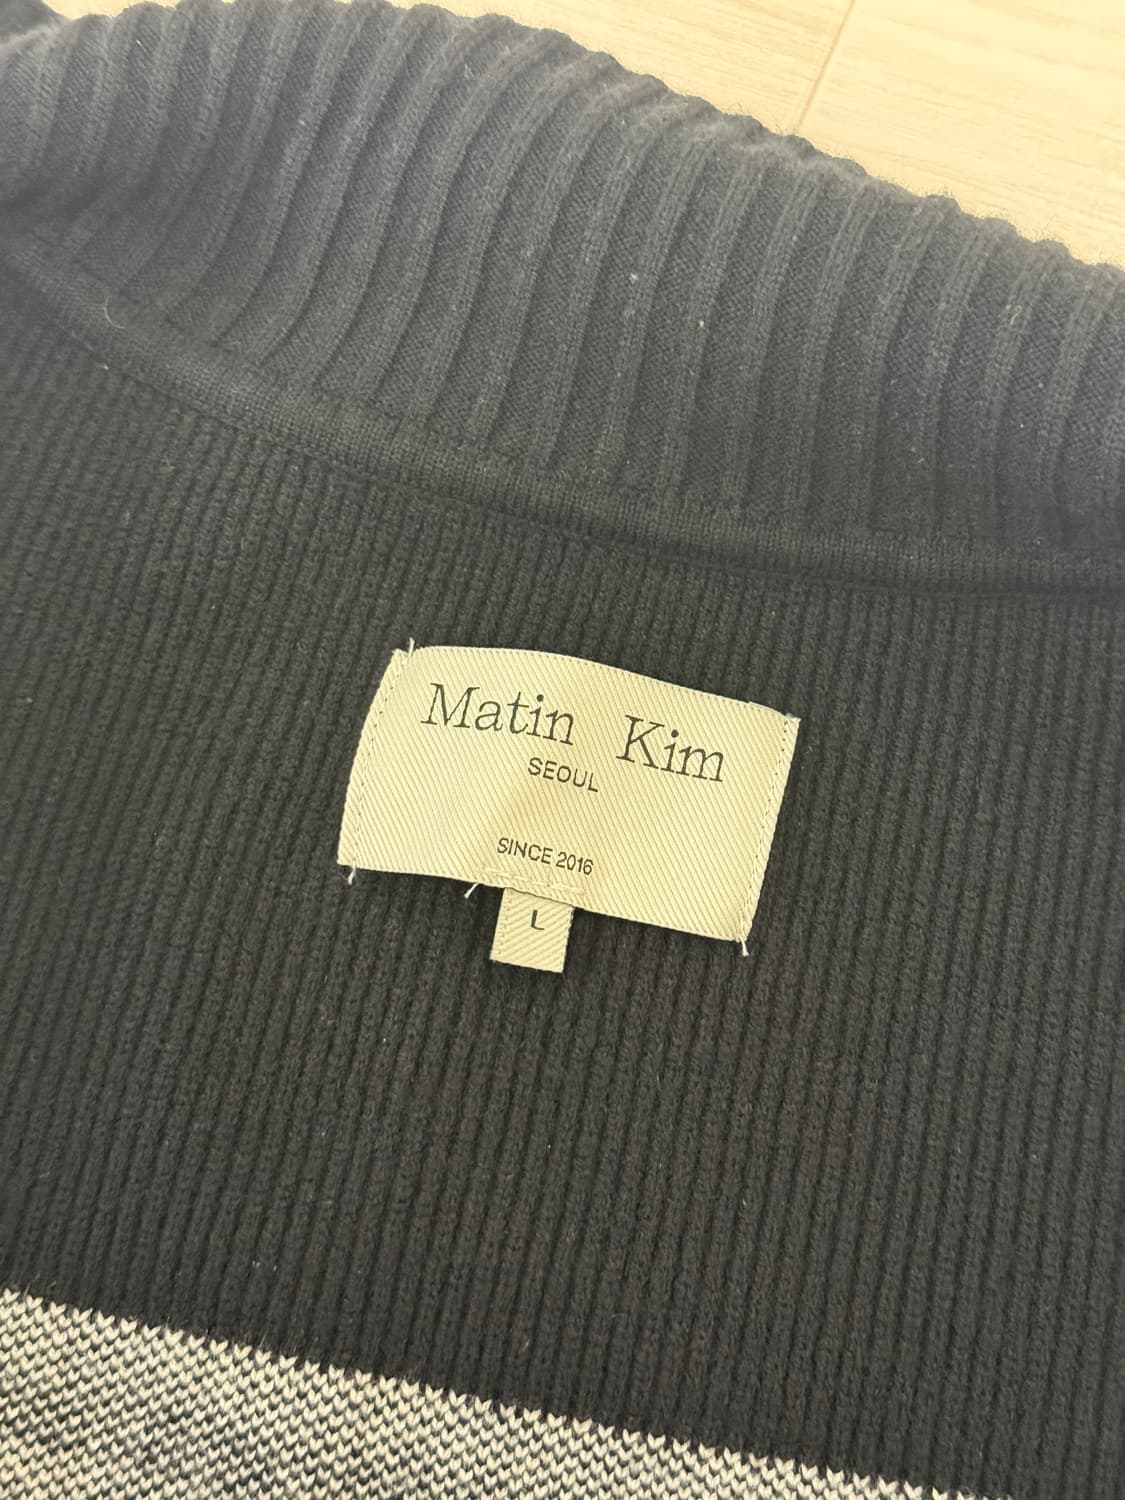 Matin Kim
SEOUL
SINCE 2016
L